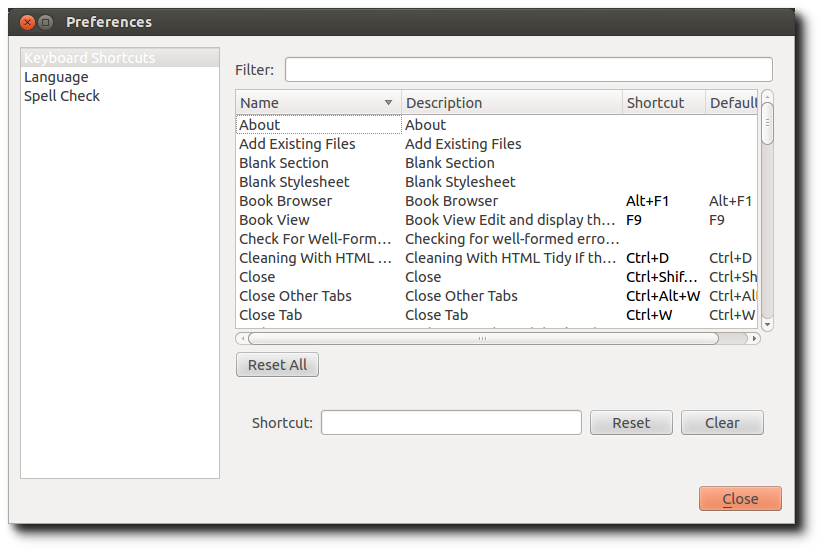 Preferences
Keyboard Shortcuts
Language
Spell Check
Filter:
Name Description Shortcut Default
About About
Add Existing Files Add Existing Files
Blank Section Blank Section
Blank Stylesheet Blank Stylesheet
Book Browser Book Browser Alt+F1 Alt+F1
Book View Book View Edit and display th... F9 F9
Check For Well-Form... Checking for well-formed erro...
Cleaning With HTML ... Cleaning With HTML Tidy If th... Ctrl+D Ctrl+D
Close Close Ctrl+Shif... Ctrl+Sh
Close Other Tabs Close Other Tabs Ctrl+Alt+W Ctrl+Al
Close Tab Close Tab Ctrl+W Ctrl+W
Reset All
Shortcut: Reset Clear
Close